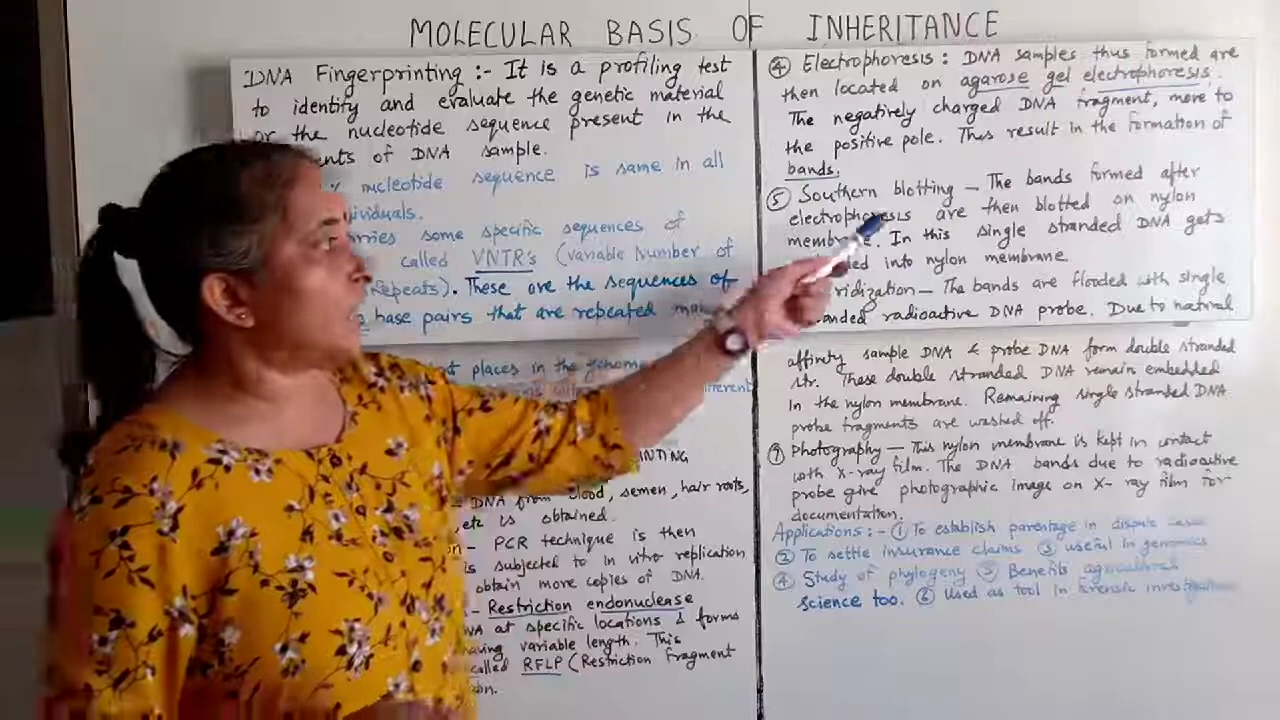 MOLECULAR BASIS OF INHERITANCE
DNA Fingerprinting :- It is a profiling test
to identify and evaluate the genetic material
or the nucleotide sequence present in the
of DNA sample.
nucleotide sequence is same in all
some specific sequences of
called VNTR's (Variable Number of
Repeats). These are the sequences of
base pairs that are repeated
places in the genome
DNA from blood, semen, hair roots,
,etc is obtained.
- PCR technique is then
is subjected to in vitro replication
obtain more copies of DNA.
- Restriction endonuclease
at specific locations & forms
having variable length. This
called RFLP (Restriction Fragment
④ Electrophoresis : DNA samples thus formed are
then located on agarose gel electrophoresis.
The negatively charged DNA fragment, move to
the positive pole. Thus result in the formation of
bands.
⑤ Southern blotting - The bands formed after
electrophoresis are then blotted on nylon
In this single stranded DNA gets
into nylon membrane.
- The bands are flooded with single
radioactive DNA probe. Due to natural
affinity sample DNA & probe DNA form double stranded
str. These double stranded DNA remain embedded
in the nylon membrane. Remaining single stranded DNA
probe fragments are washed off.
⑦ Photography - This nylon membrane is kept in contact
with X-ray film. The DNA bands due to radioactive
probe give photographic image on X-ray film for
documentation.
Applications :- ① To establish parentage in dispute
② To settle insurance claims ③ useful in genomics
④ Study of phylogeny ⑤ Benefits agricultural
science too. ⑥ Used as tool in forensic